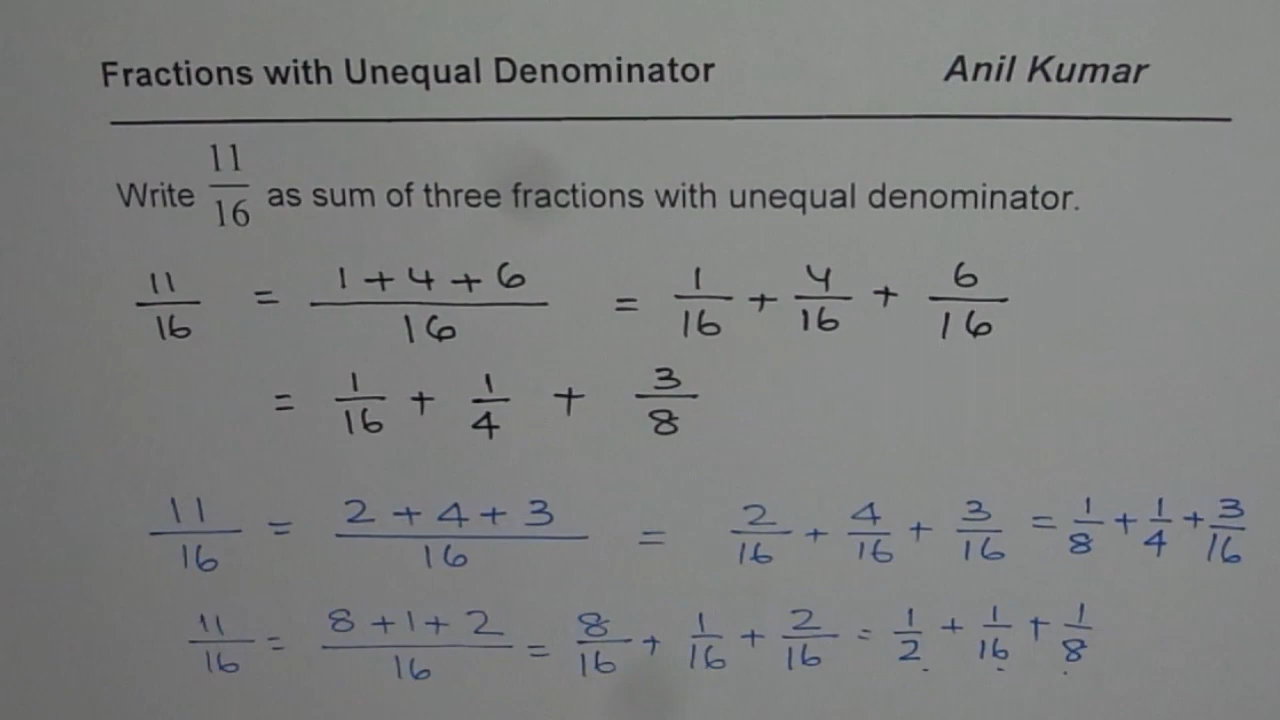 Fractions with Unequal Denominator Anil Kumar
Write 11/16 as sum of three fractions with unequal denominator.
11/16 = (1 + 4 + 6)/16 = 1/16 + 4/16 + 6/16
= 1/16 + 1/4 + 3/8
11/16 = (2 + 4 + 3)/16 = 2/16 + 4/16 + 3/16 = 1/8 + 1/4 + 3/16
11/16 = (8 + 1 + 2)/16 = 8/16 + 1/16 + 2/16 = 1/2 + 1/16 + 1/8